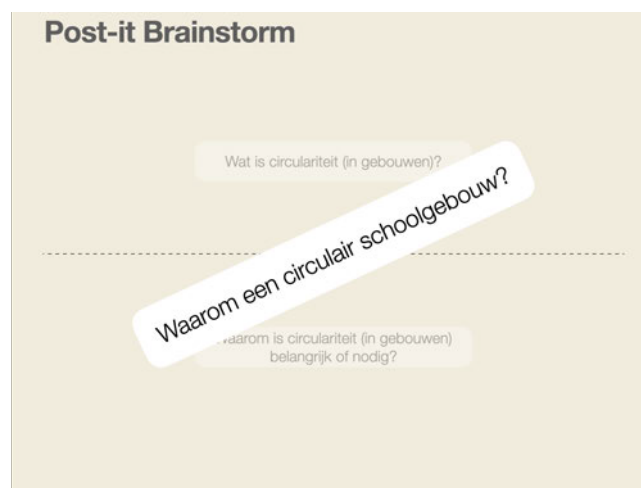 Post-it Brainstorm
Wat is circulariteit (in gebouwen)?
Waarom een circulair schoolgebouw?
Waarom is circulariteit (in gebouwen)
belangrijk of nodig?